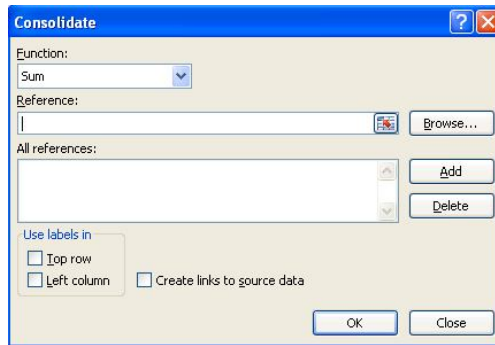 Consolidate
Function:
Sum
Reference:
Browse...
All references:
Add
Delete
Use labels in
Top row
Left column
Create links to source data
OK
Close